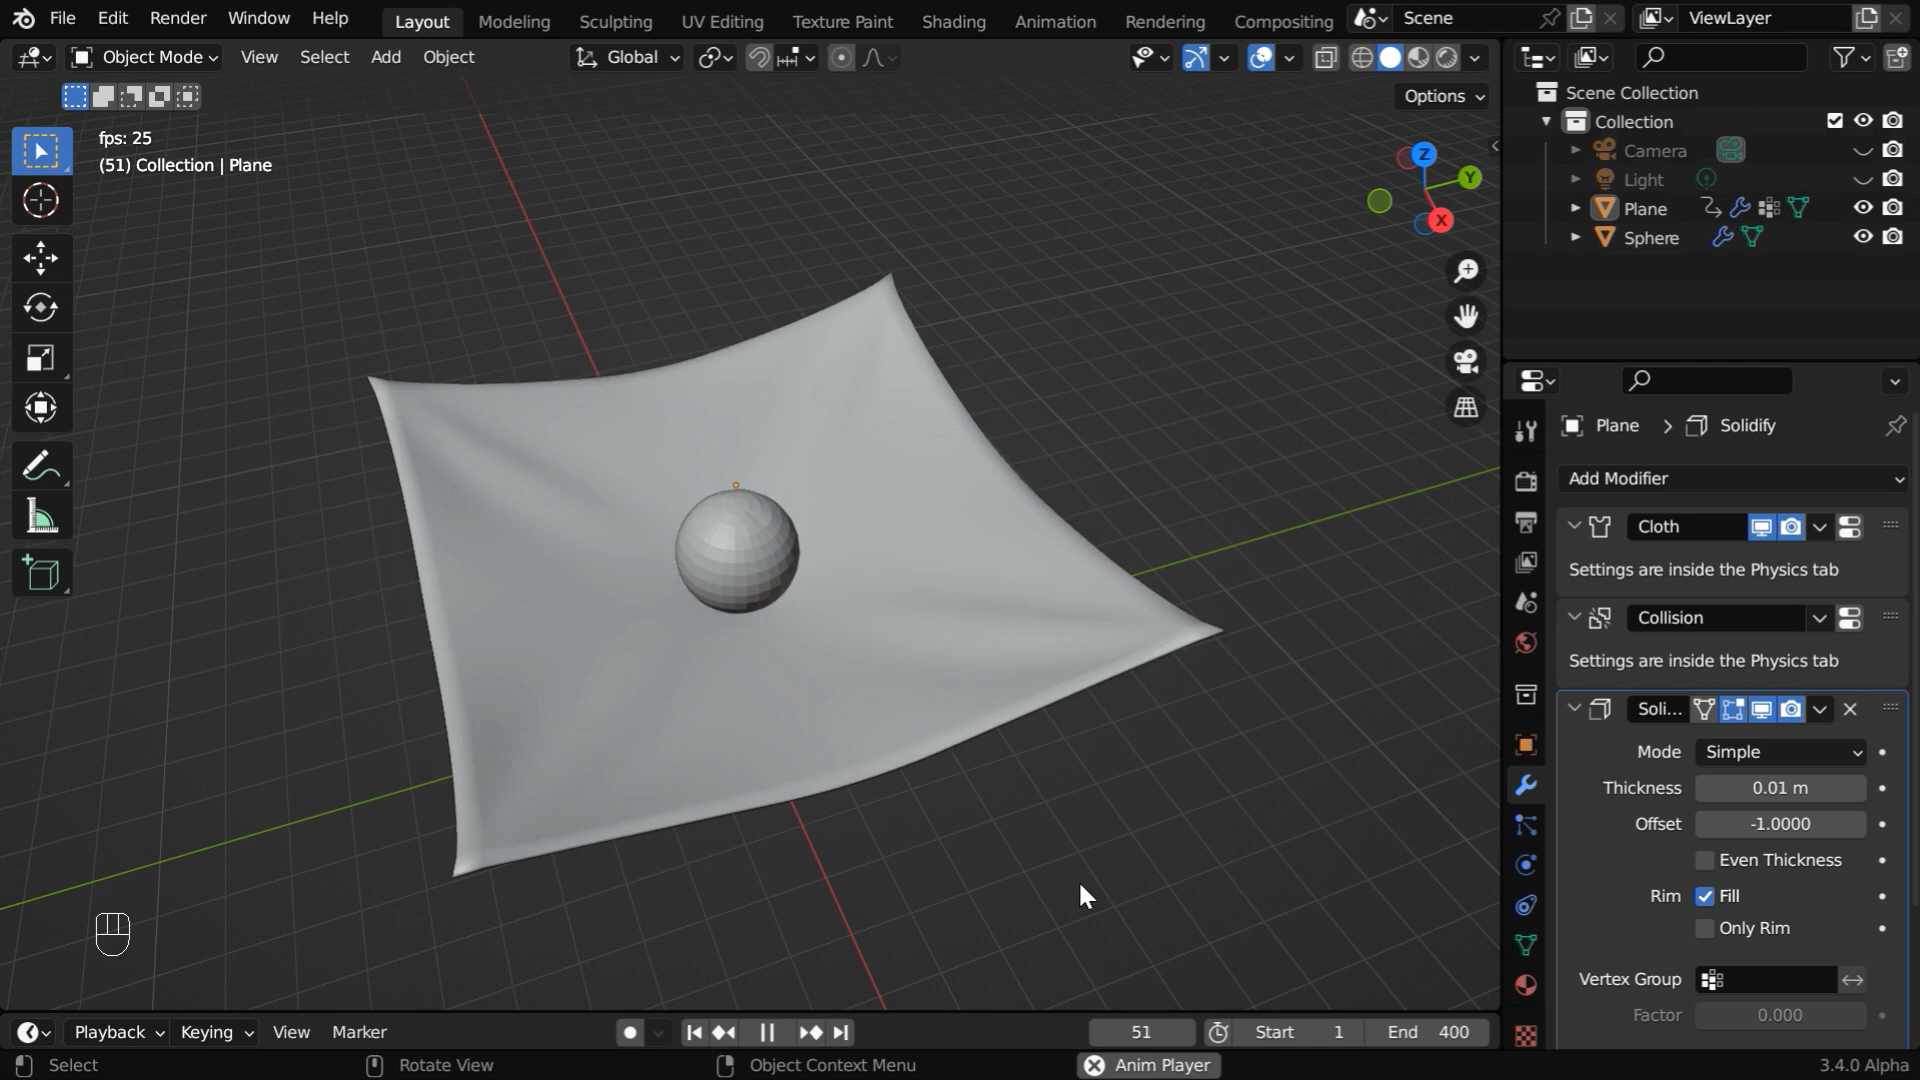 File Edit Render Window Help Layout Modeling Sculpting UV Editing Texture Paint Shading Animation Rendering Compositing Scene ViewLayer
Object Mode View Select Add Object Global
Options
fps: 25
(51) Collection | Plane
Z
Y
X
Scene Collection
Collection
Camera
Light
Plane
Sphere
Plane > Solidify
Add Modifier
Cloth
Settings are inside the Physics tab
Collision
Settings are inside the Physics tab
Soli...
Mode Simple
Thickness 0.01 m
Offset -1.0000
Even Thickness
Rim Fill
Only Rim
Vertex Group
Factor 0.000
Playback Keying View Marker 51 Start 1 End 400
Select Rotate View Object Context Menu Anim Player 3.4.0 Alpha